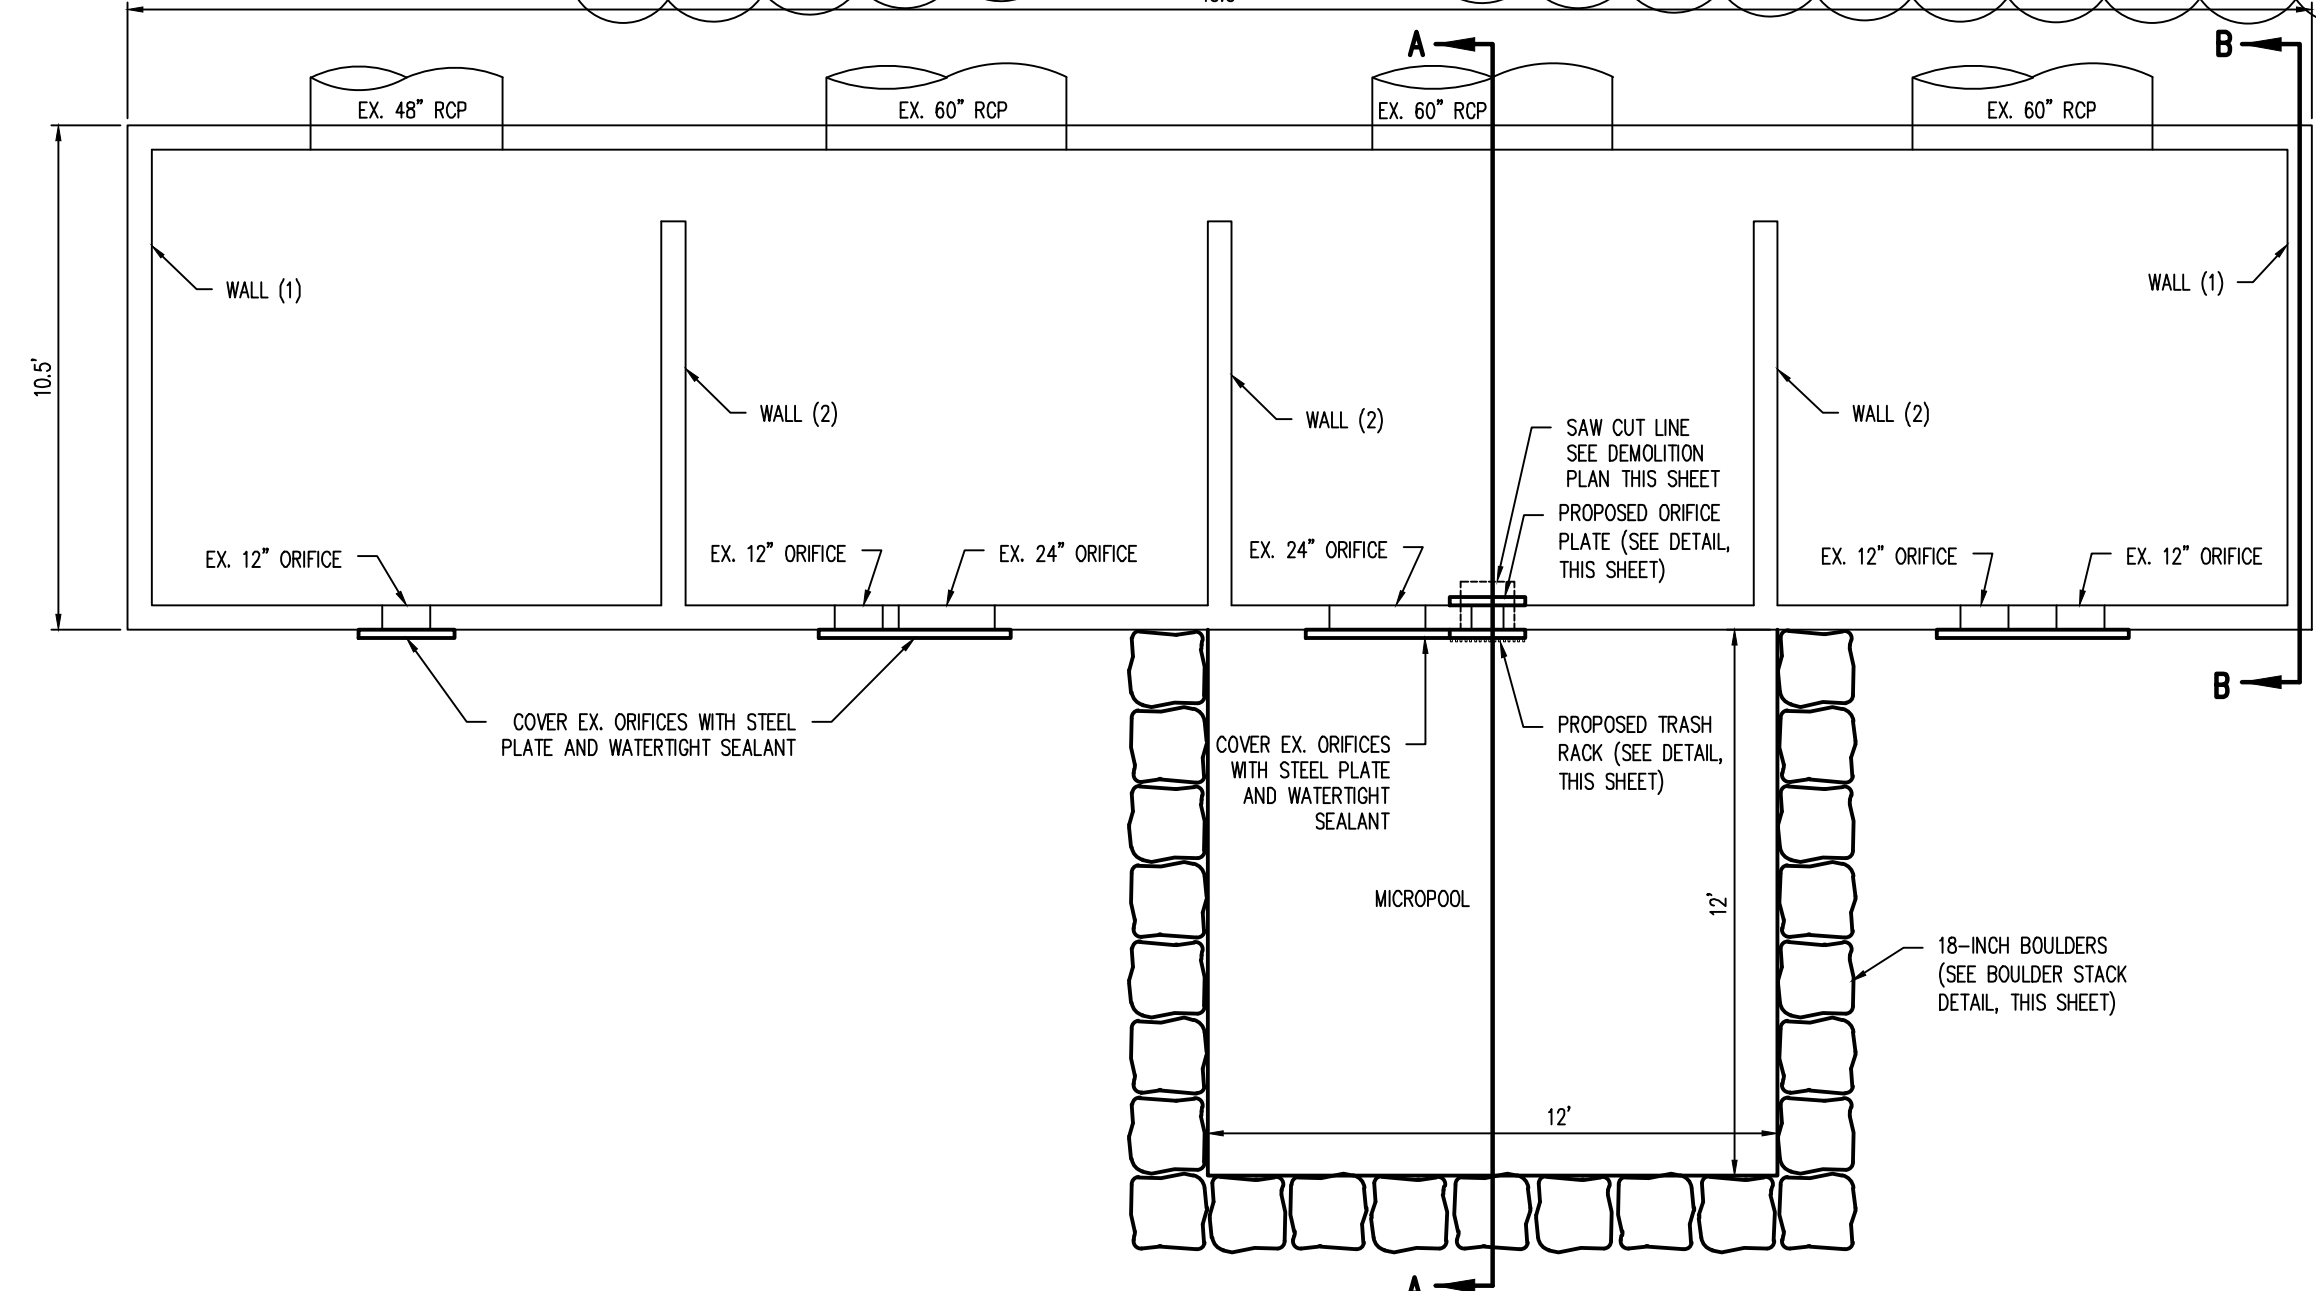 A
B
EX. 48” RCP
EX. 60” RCP
EX. 60” RCP
EX. 60” RCP
10.5’
WALL (1)
WALL (1)
WALL (2)
WALL (2)
WALL (2)
SAW CUT LINE
SEE DEMOLITION
PLAN THIS SHEET
PROPOSED ORIFICE
PLATE (SEE DETAIL,
THIS SHEET)
EX. 12” ORIFICE
EX. 12” ORIFICE
EX. 24” ORIFICE
EX. 24” ORIFICE
EX. 12” ORIFICE
EX. 12” ORIFICE
B
COVER EX. ORIFICES WITH STEEL
PLATE AND WATERTIGHT SEALANT
COVER EX. ORIFICES
WITH STEEL PLATE
AND WATERTIGHT
SEALANT
PROPOSED TRASH
RACK (SEE DETAIL,
THIS SHEET)
MICROPOOL
12’
18-INCH BOULDERS
(SEE BOULDER STACK
DETAIL, THIS SHEET)
12’
A